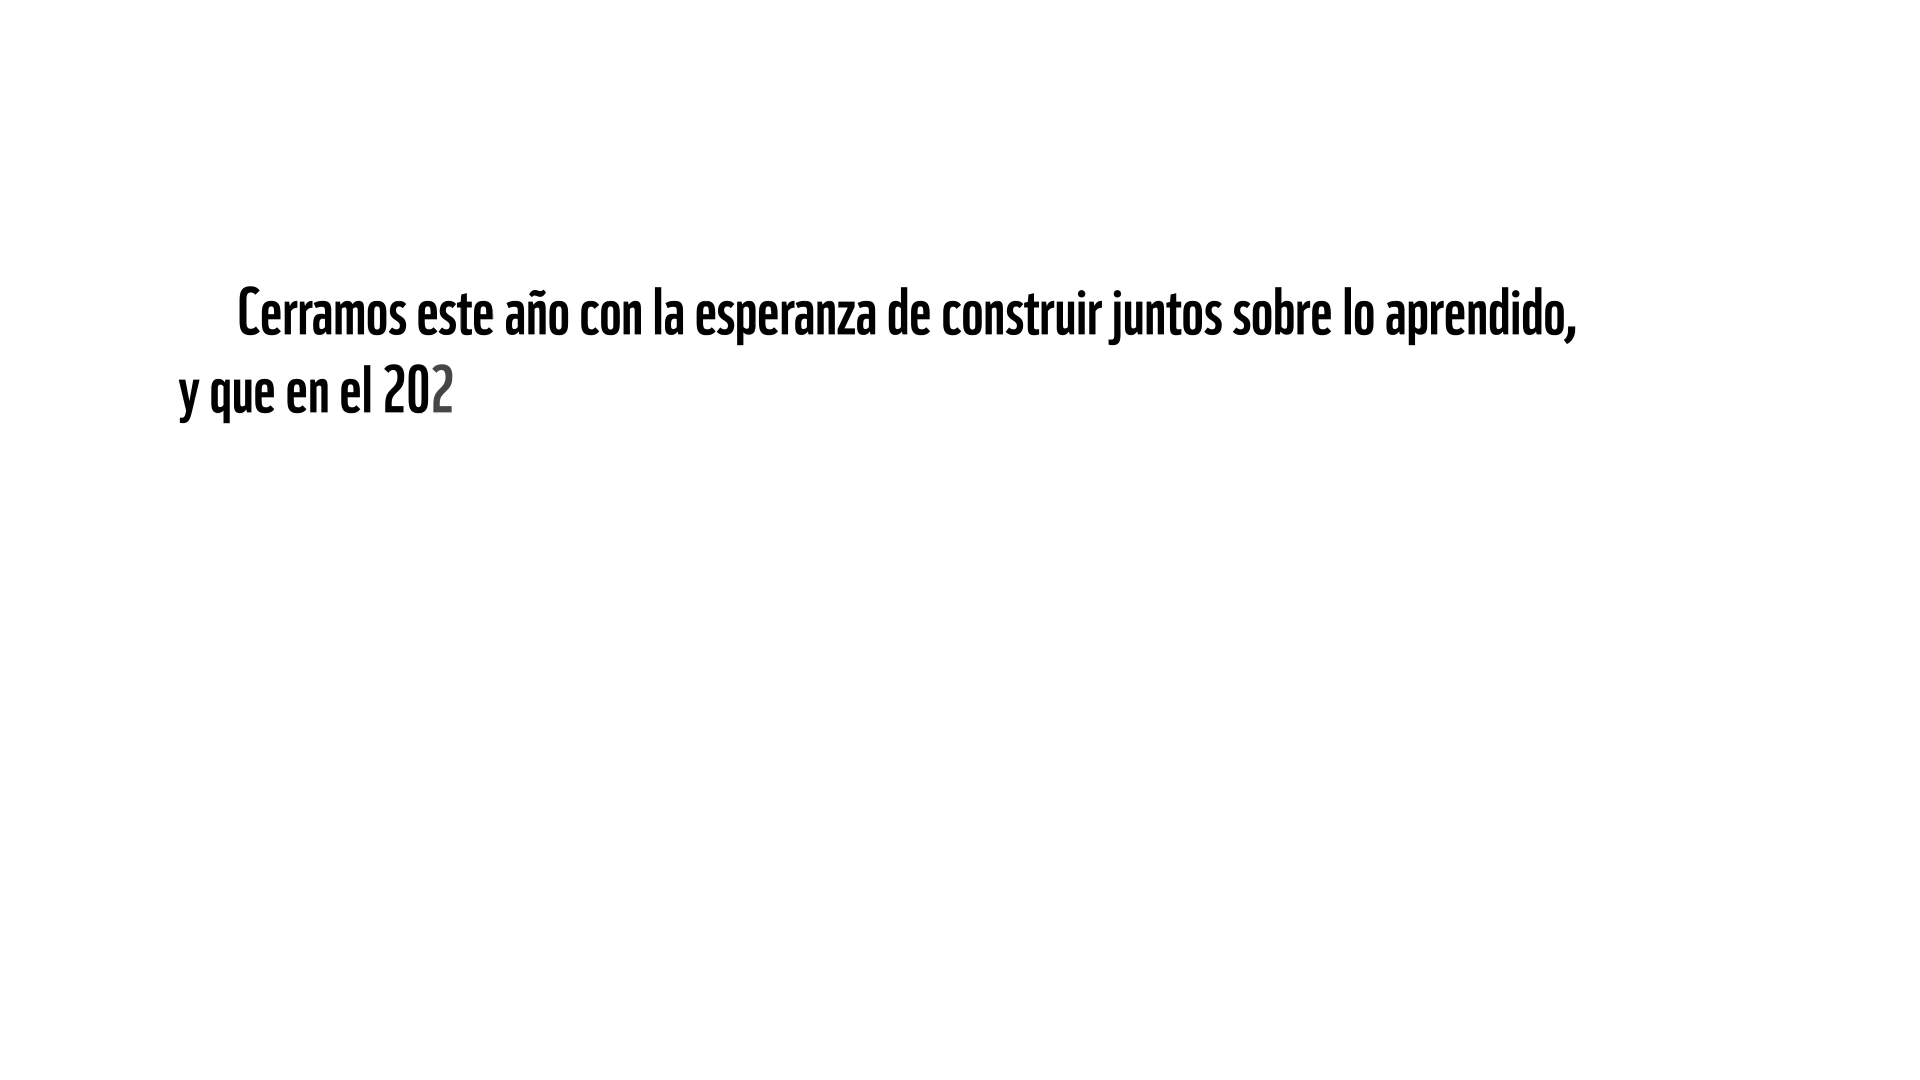 Cerramos este año con la esperanza de construir juntos sobre lo aprendido,
y que en el 202